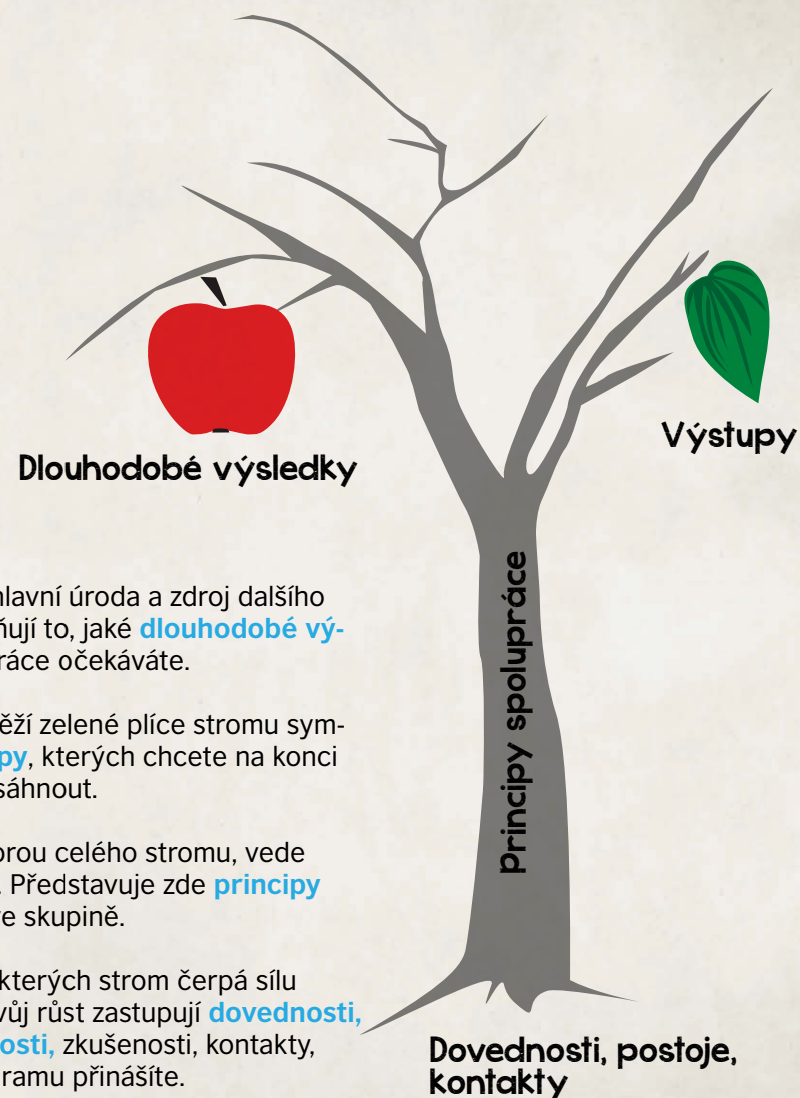 Dlouhodobé výsledky
Výstupy
Principy spolupráce
hlavní úroda a zdroj dalšího
ňují to, jaké dlouhodobé vý-
ráce očekáváte.
ěží zelené plíce stromu sym-
py, kterých chcete na konci
sáhnout.
orou celého stromu, vede
. Představuje zde principy
e skupině.
kterých strom čerpá sílu
vůj růst zastupují dovednosti,
osti, zkušenosti, kontakty,
ramu přinášíte.
Dovednosti, postoje,
kontakty